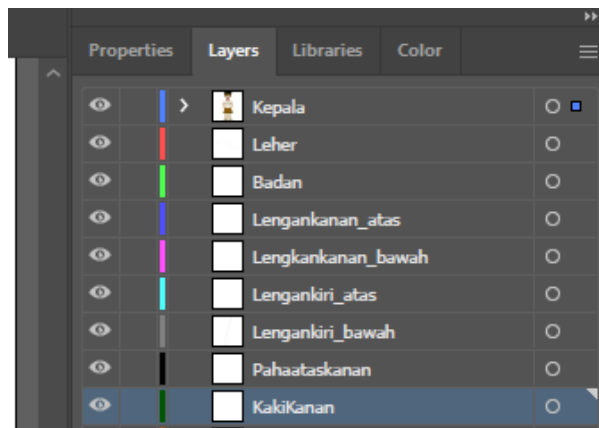 Properties Layers Libraries Color
Kepala
Leher
Badan
Lengankanan_atas
Lengkankanan_bawah
Lengankiri_atas
Lengankiri_bawah
Pahaataskanan
KakiKanan